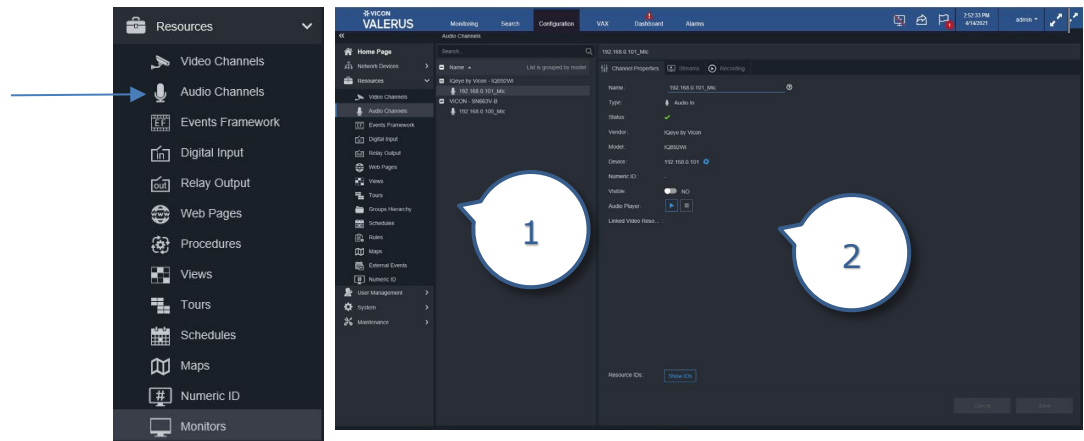 Resources
Video Channels
Audio Channels
Events Framework
Digital Input
Relay Output
Web Pages
Procedures
Views
Tours
Schedules
Maps
Numeric ID
Monitors
VICON
VALERUS
Monitoring Search Configuration VAX Dashboard Alarms
2:52:33 PM
4/14/2021
admin
Audio Channels
Home Page
Network Devices
Resources
Video Channels
Audio Channels
Events Framework
Digital Input
Relay Output
Web Pages
Views
Tours
Groups Hierarchy
Schedules
Rules
Maps
External Events
Numeric ID
User Management
System
Maintenance
Search...
Name List is grouped by model
IQeye by Vicon - IQB92WI
192.168.0.101_Mic
VICON - SN663V-B
192.168.0.100_Mic
1
192.168.0.101_Mic
Channel Properties Streams Recording
Name: 192.168.0.101_Mic
Type: Audio In
Status:
Vendor: IQeye by Vicon
Model: IQB92WI
Device: 192.168.0.101
Numeric ID: -
Visible: NO
Audio Player:
Linked Video Reso... :
2
Resource IDs: Show IDs
Cancel Save